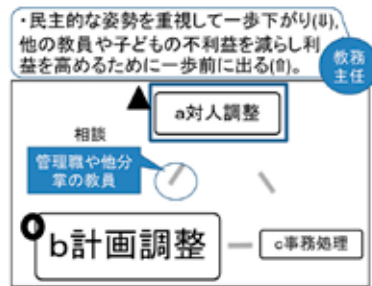 ・民主的な姿勢を重視して一歩下がり(⇓),
他の教員や子どもの不利益を減らし利
益を高めるために一歩前に出る(⇑)。
教務
主任
a対人調整
相談
管理職や他分
掌の教員
b計画調整
c事務処理